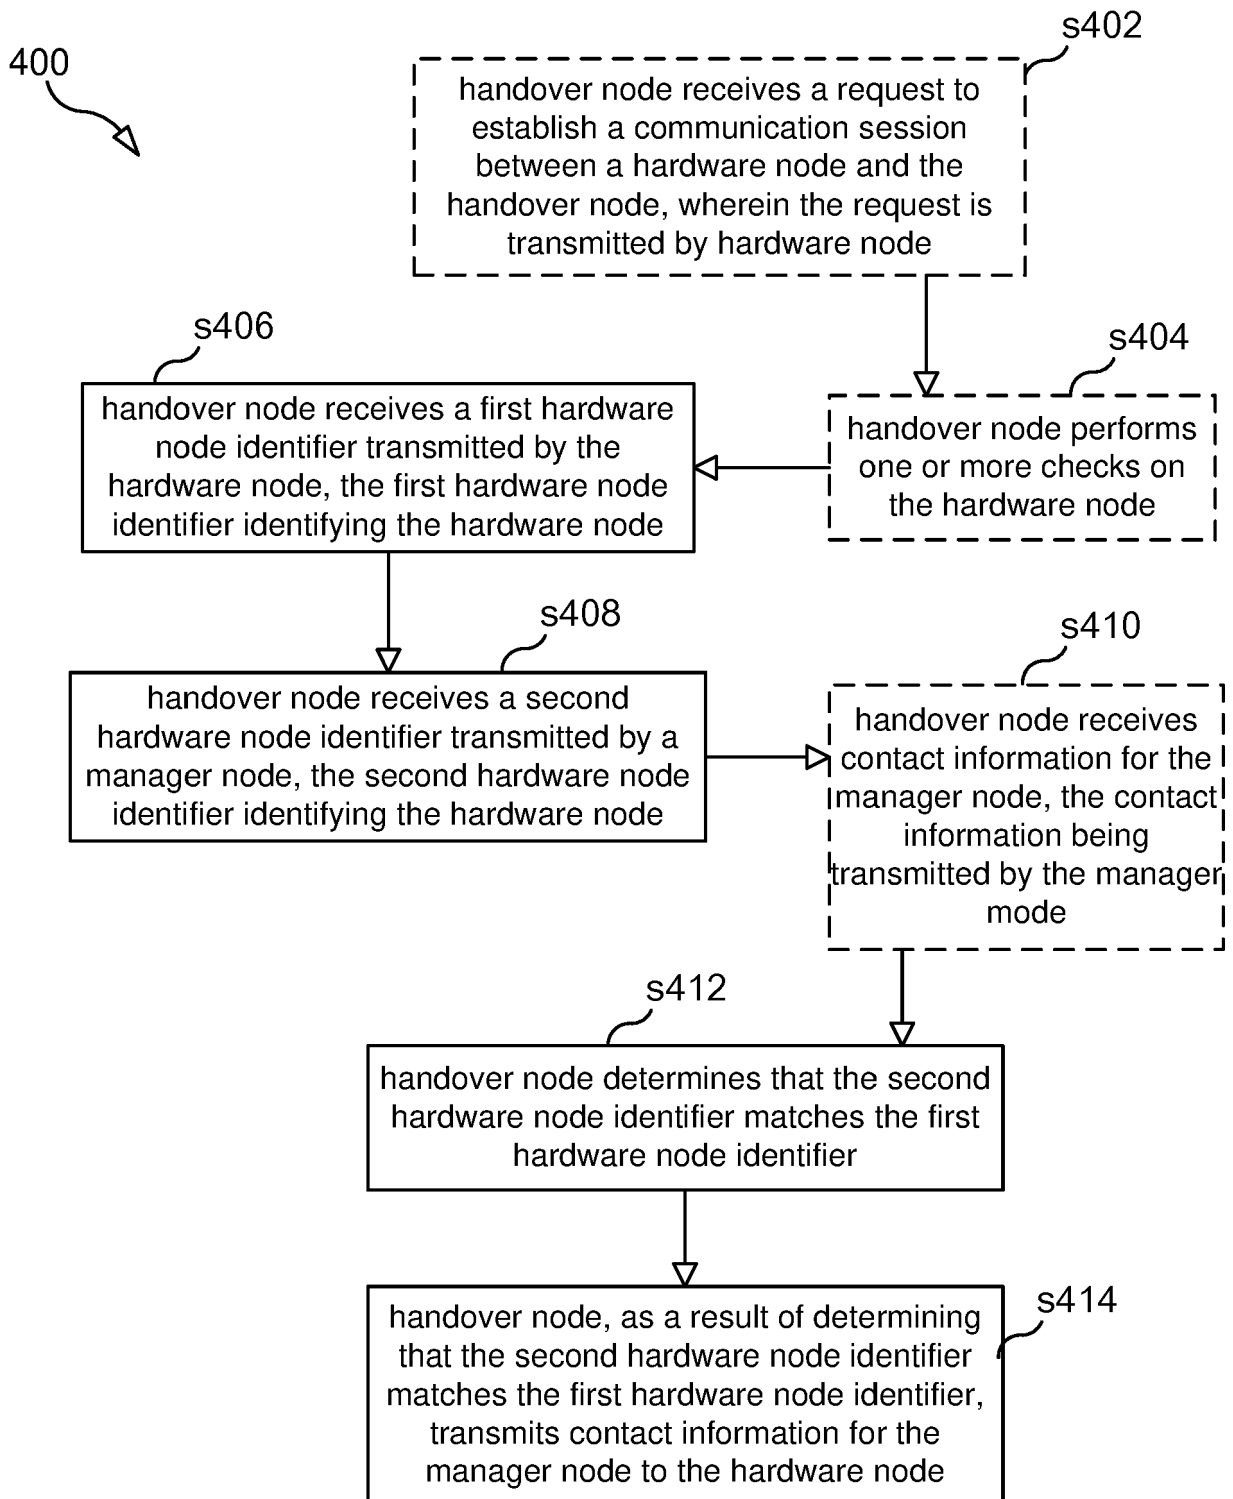 400
s402
handover node receives a request to
establish a communication session
between a hardware node and the
handover node, wherein the request is
transmitted by hardware node
s404
handover node performs
one or more checks on
the hardware node
s406
handover node receives a first hardware
node identifier transmitted by the
hardware node, the first hardware node
identifier identifying the hardware node
s408
handover node receives a second
hardware node identifier transmitted by a
manager node, the second hardware node
identifier identifying the hardware node
s410
handover node receives
contact information for the
manager node, the contact
information being
transmitted by the manager
mode
s412
handover node determines that the second
hardware node identifier matches the first
hardware node identifier
s414
handover node, as a result of determining
that the second hardware node identifier
matches the first hardware node identifier,
transmits contact information for the
manager node to the hardware node